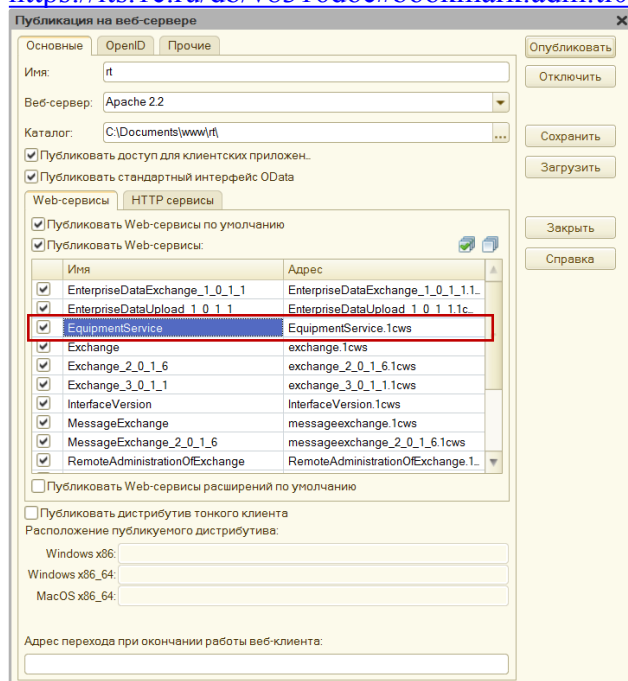 Публикация на веб-сервере
Основные OpenID Прочие
Опубликовать
Имя: rt
Отключить
Веб-сервер: Apache 2.2
Каталог: C:\Documents\www\rt\ ...
Сохранить
Публиковать доступ для клиентских прилoжен..
Загрузить
Публиковать стандартный интерфейс OData
Web-сервисы HTTP сервисы
Публиковать Web-сервисы по умолчанию
Закрыть
Публиковать Web-сервисы:
Справка
Имя Адрес
EnterpriseDataExchange_1_0_1_1 EnterpriseDataExchange_1_0_1_1.1..
EnterpriseDataUpload_1_0_1_1 EnterpriseDataUpload_1_0_1_1.1c..
EquipmentService EquipmentService.1cws
Exchange exchange.1cws
Exchange_2_0_1_6 exchange_2_0_1_6.1cws
Exchange_3_0_1_1 exchange_3_0_1_1.1cws
InterfaceVersion InterfaceVersion.1cws
MessageExchange messageexchange.1cws
MessageExchange_2_0_1_6 messageexchange_2_0_1_6.1cws
RemoteAdministrationOfExchange RemoteAdministrationOfExchange.1..
Публиковать Web-сервисы расширений по умолчанию
Публиковать дистрибутив тонкого клиента
Расположение публикуемого дистрибутива:
Windows x86:
Windows x86_64:
MacOS x86_64:
Адрес перехода при окончании работы веб-клиента: